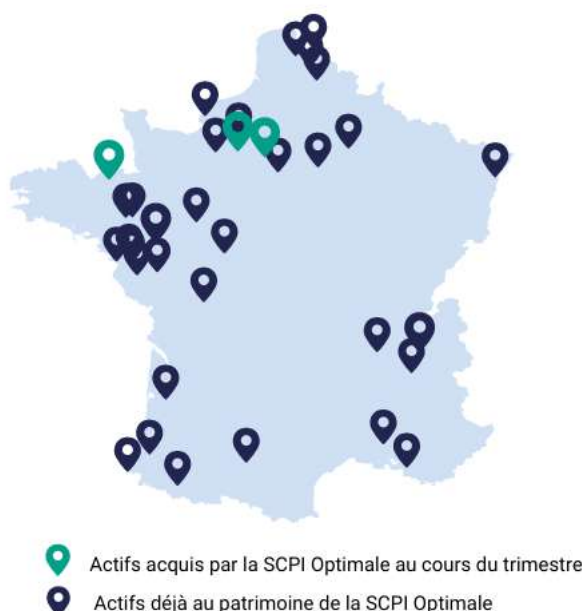 Actifs acquis par la SCPI Optimale au cours du trimestre
Actifs déjà au patrimoine de la SCPI Optimale